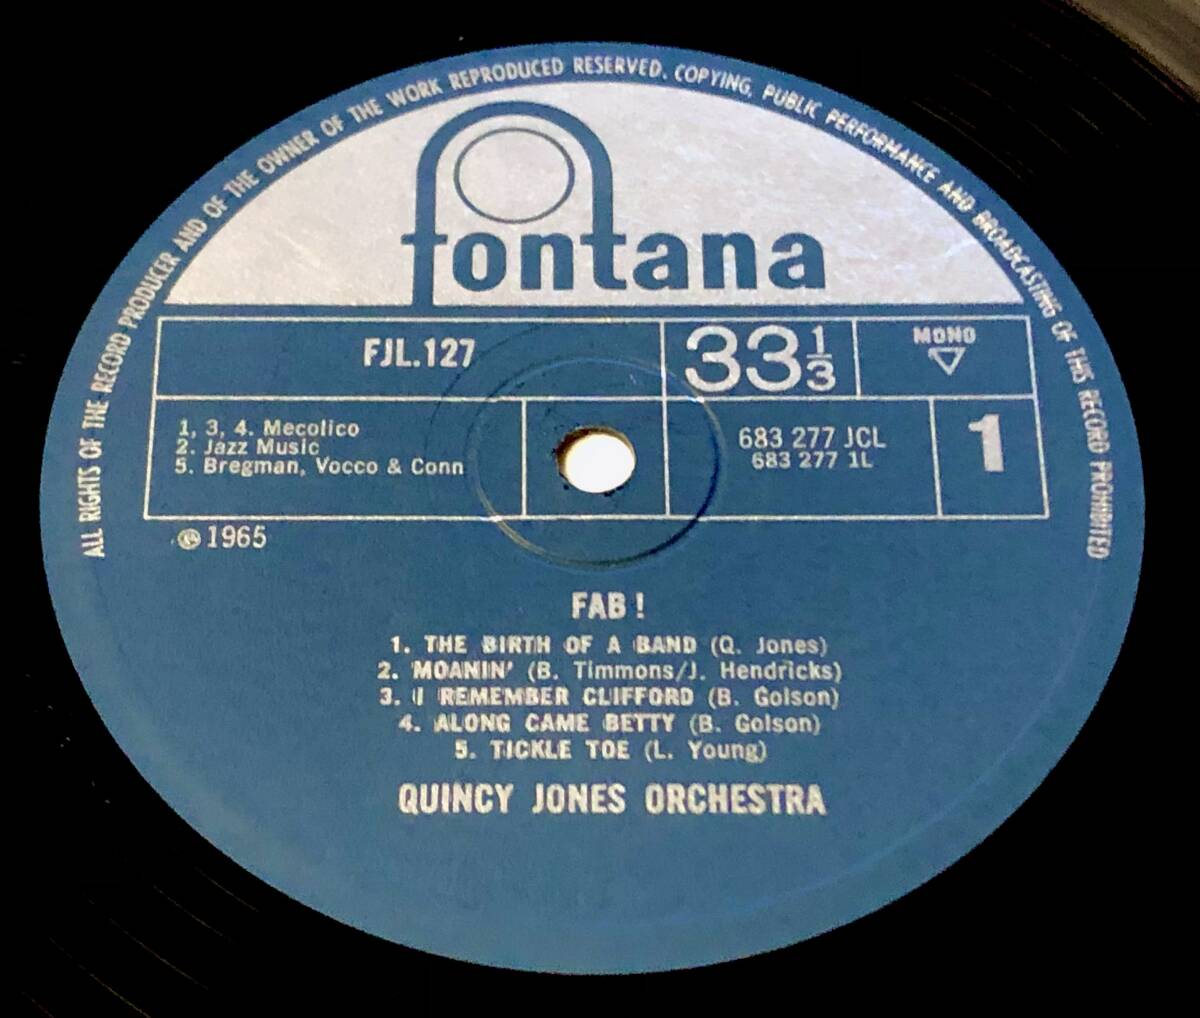 ALL RIGHTS OF THE RECORD PRODUCER AND OF THE OWNER OF THE WORK REPRODUCED RESERVED. COPYING, PUBLIC PERFORMANCE AND BROADCASTING OF THIS RECORD PROHIBITED
fontana
FJL.127
33⅓
MONO
1, 3, 4. Mecolico
2. Jazz Music
5. Bregman, Vocco & Conn
683 277 JCL
683 277 1L
1
℗ 1965
FAB !
1. THE BIRTH OF A BAND (Q. Jones)
2. MOANIN' (B. Timmons/J. Hendricks)
3. I REMEMBER CLIFFORD (B. Golson)
4. ALONG CAME BETTY (B. Golson)
5. TICKLE TOE (L. Young)
QUINCY JONES ORCHESTRA